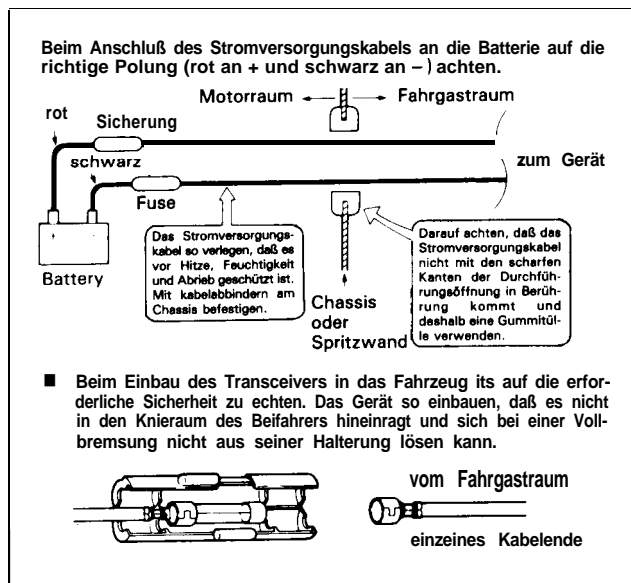 Beim Anschluß des Stromversorgungskabels an die Batterie auf die
richtige Polung (rot an + und schwarz an – ) achten.
Motorraum
Fahrgastraum
rot
Sicherung
schwarz
zum Gerät
Fuse
Battery
Das Stromversorgungs-
kabel so verlegen, daß es
vor Hitze, Feuchtigkeit
und Abrieb geschützt ist.
Mit kabelabbindern am
Chassis befestigen.
Chassis
oder
Spritzwand
Darauf achten, daß das
Stromversorgungskabel
nicht mit den scharfen
Kanten der Durchfüh-
rungsöffnung in Berüh-
rung kommt und
deshalb eine Gummitül-
le verwenden.
■ Beim Einbau des Transceivers in das Fahrzeug its auf die erfor-
derliche Sicherheit zu echten. Das Gerät so einbauen, daß es nicht
in den Knieraum des Beifahrers hineinragt und sich bei einer Voll-
bremsung nicht aus seiner Halterung lösen kann.
vom Fahrgastraum
einzeines Kabelende